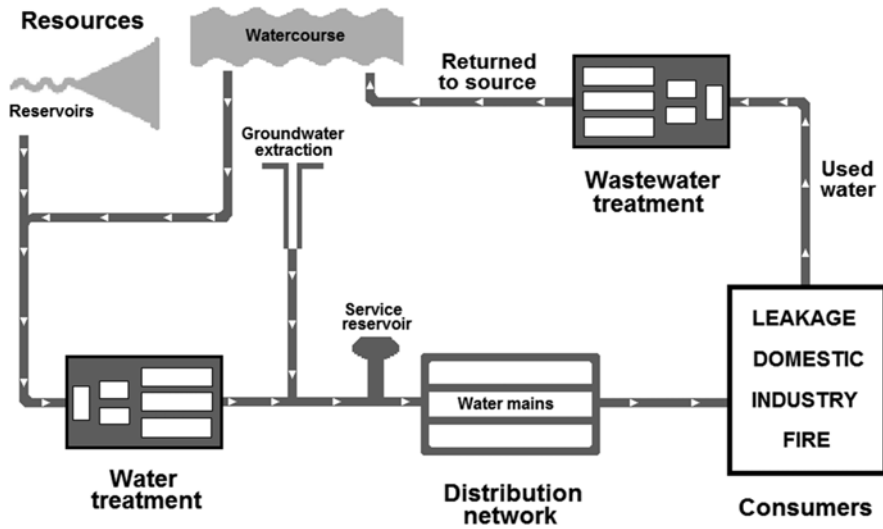 Resources
Watercourse
Reservoirs
Groundwater
extraction
Returned
to source
Wastewater
treatment
Used
water
Service
reservoir
Water mains
Water
treatment
Distribution
network
LEAKAGE
DOMESTIC
INDUSTRY
FIRE
Consumers